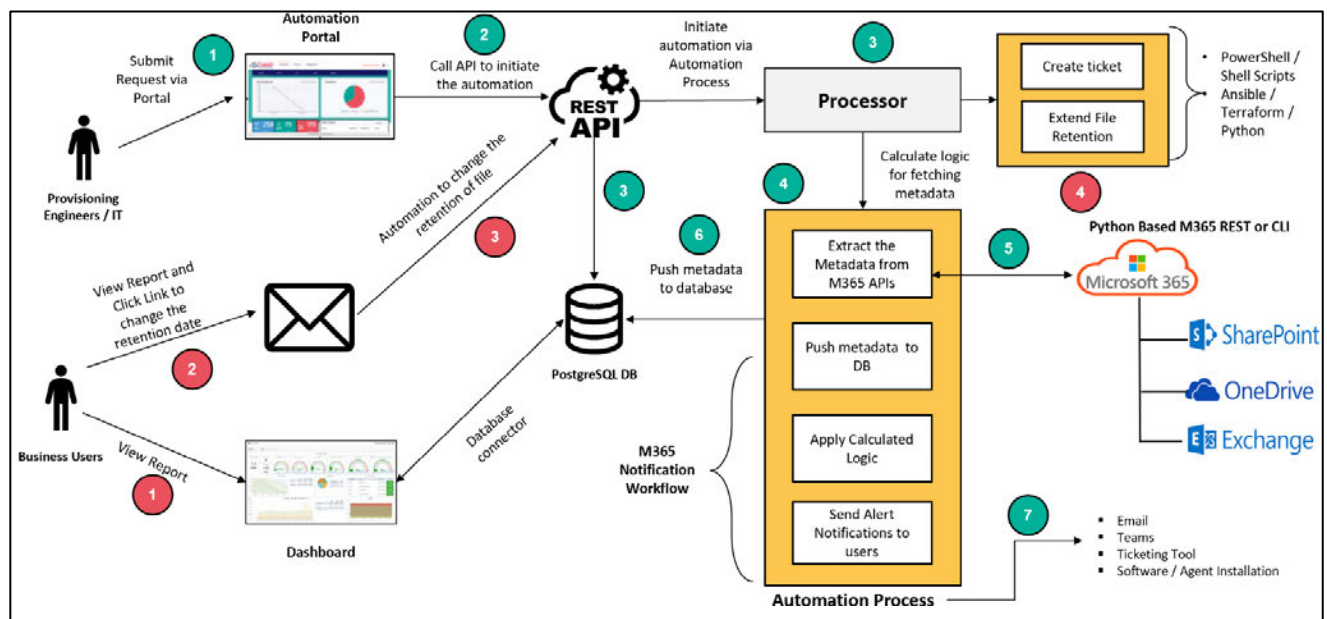 Automation
Portal
1
Submit
Request via
Portal
2
Call API to initiate
the automation
REST
API
Initiate
automation via
Automation
Process
3
Processor
Create ticket
Extend File
Retention
4
• PowerShell /
Shell Scripts
Ansible /
Terraform /
Python
Provisioning
Engineers / IT
Automation to change the
retention of file
3
3
Calculate logic
for fetching
metadata
4
6
Push metadata
to database
Extract the
Metadata from
M365 APIs
5
Python Based M365 REST or CLI
Microsoft 365
SharePoint
OneDrive
Exchange
View Report and
Click Link to
change the
retention date
2
PostgreSQL DB
Push metadata to
DB
Business Users
View Report
1
Database
connector
Dashboard
M365
Notification
Workflow
Apply Calculated
Logic
Send Alert
Notifications to
users
7
▪ Email
▪ Teams
▪ Ticketing Tool
▪ Software / Agent Installation
Automation Process